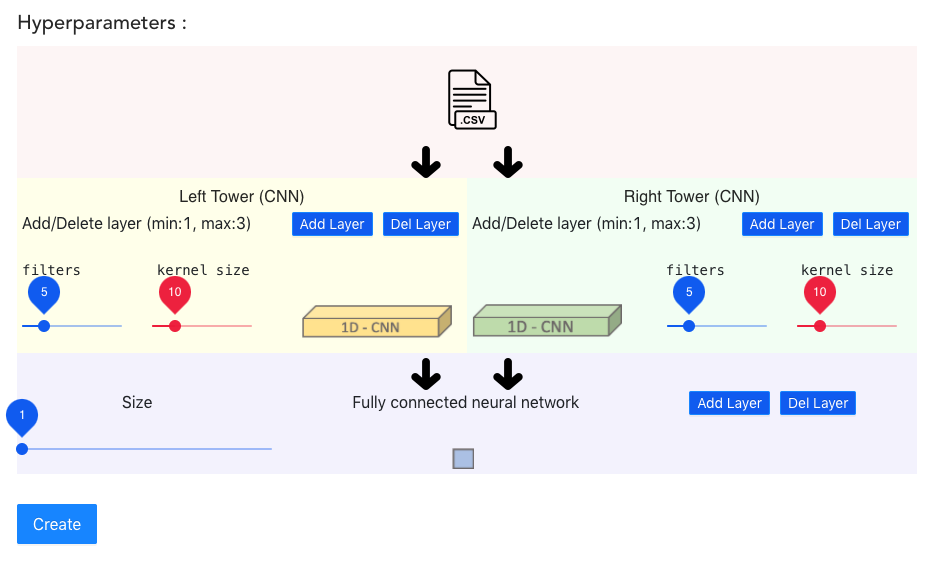 Hyperparameters :
.CSV
Left Tower (CNN)
Right Tower (CNN)
Add/Delete layer (min:1, max:3) Add Layer Del Layer
Add/Delete layer (min:1, max:3) Add Layer Del Layer
filters kernel size
5 10
1D - CNN
filters kernel size
5 10
1D - CNN
Size
1
Fully connected neural network
Add Layer Del Layer
Create